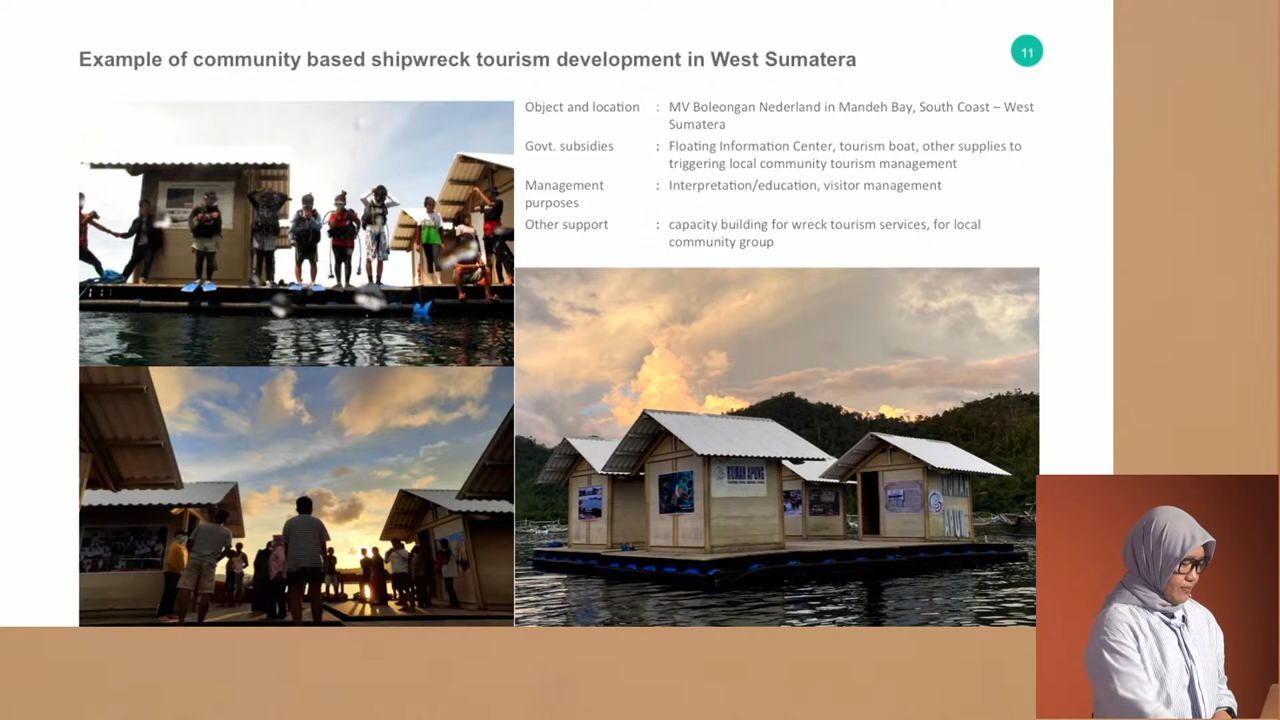 Example of community based shipwreck tourism development in West Sumatera
11
Object and location : MV Boleongan Nederland in Mandeh Bay, South Coast – West
Sumatera
Govt. subsidies : Floating Information Center, tourism boat, other supplies to
triggering local community tourism management
Management : Interpretation/education, visitor management
purposes
Other support : capacity building for wreck tourism services, for local
community group
RUMAH APUNG